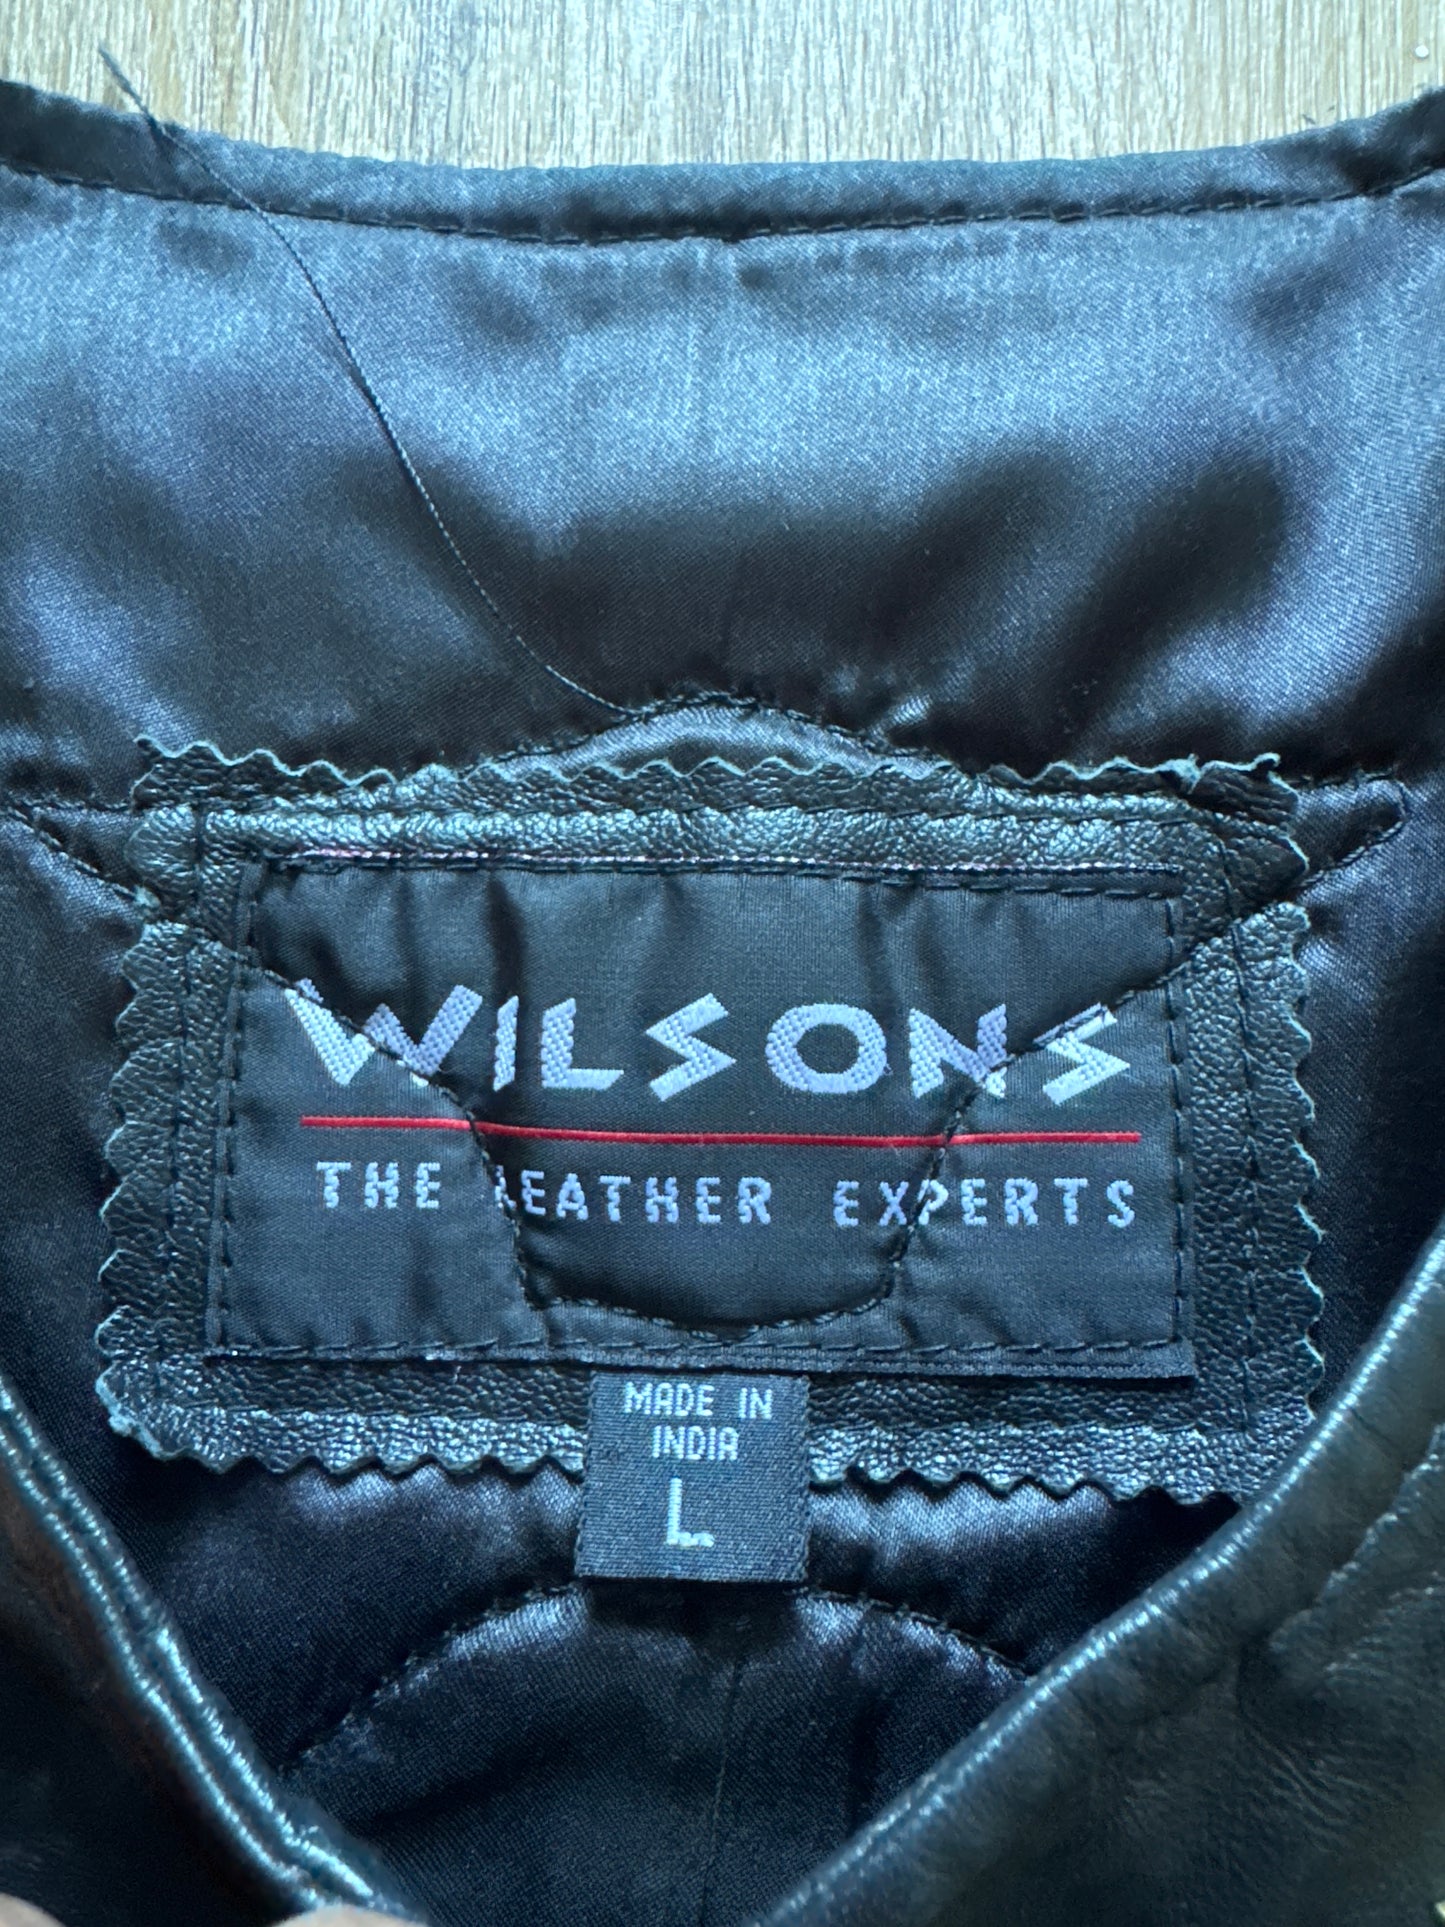 WILSONS
THE LEATHER EXPERTS
MADE IN
INDIA
L